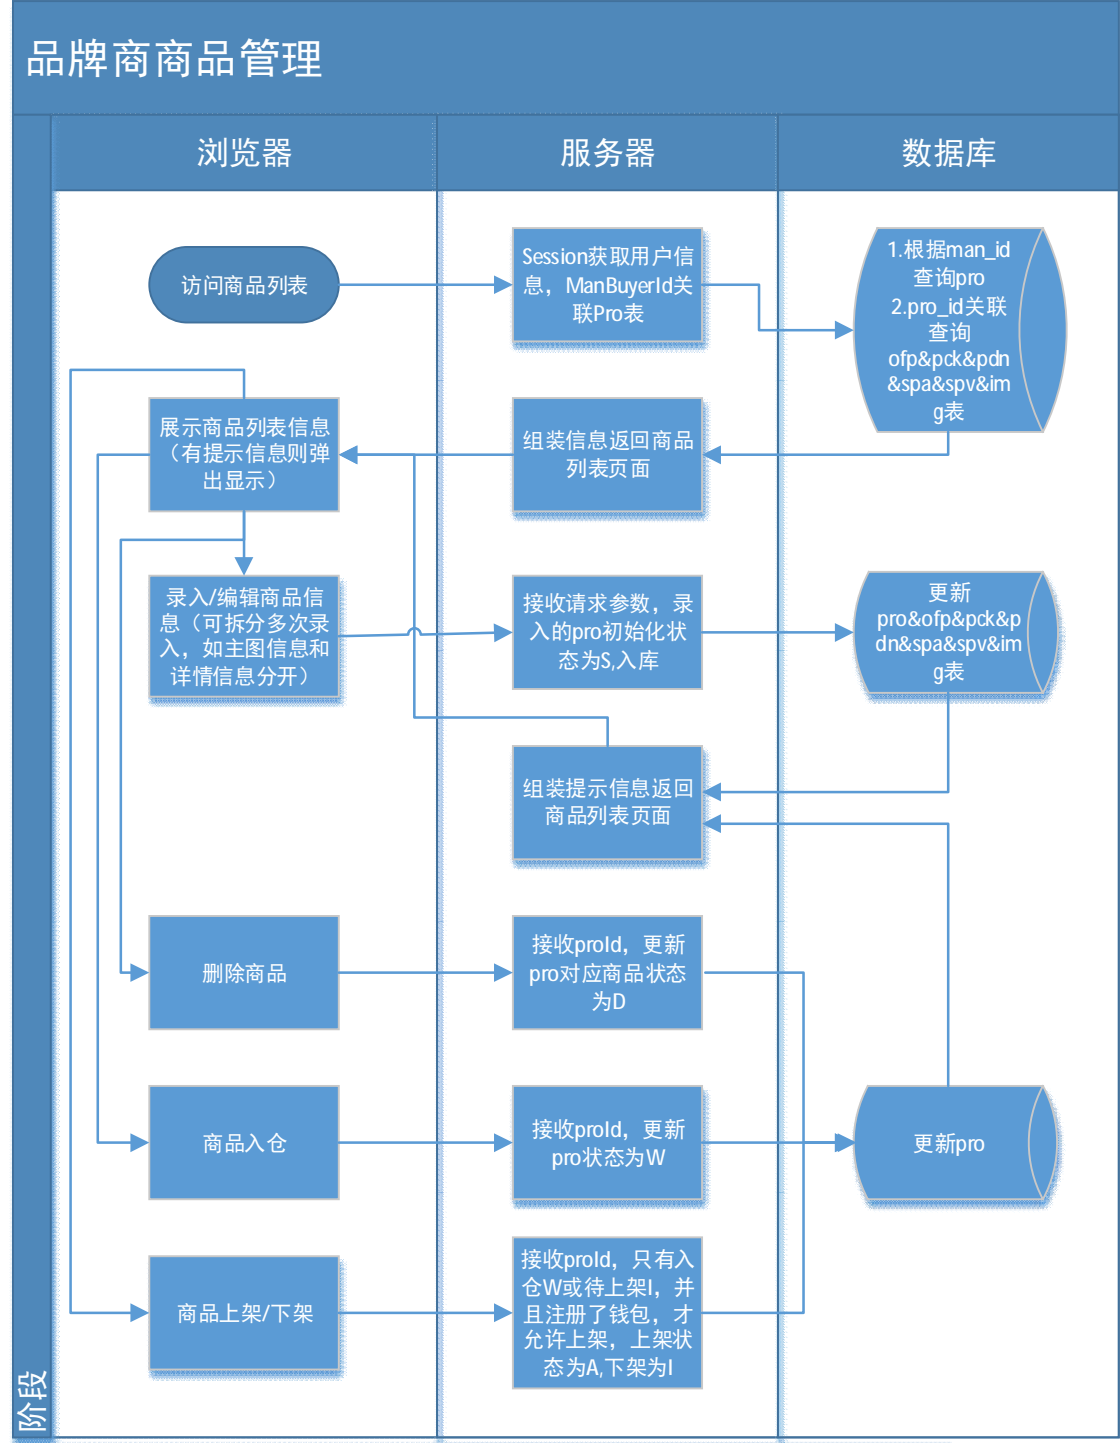 品牌商商品管理
浏览器
服务器
数据库
访问商品列表
Session获取用户信
息，ManBuyerId关
联Pro表
1.根据man_id
查询pro
2.pro_id关联
查询
ofp&pck&pdn
&spa&spv&im
g表
展示商品列表信息
（有提示信息则弹
出显示）
组装信息返回商品
列表页面
录入/编辑商品信
息（可拆分多次录
入，如主图信息和
详情信息分开）
接收请求参数，录
入的pro初始化状
态为S,入库
更新
pro&ofp&pck&p
dn&spa&spv&im
g表
组装提示信息返回
商品列表页面
删除商品
接收proId，更新
pro对应商品状态
为D
商品入仓
接收proId，更新
pro状态为W
更新pro
商品上架/下架
接收proId，只有入
仓W或待上架I，并
且注册了钱包，才
允许上架，上架状
态为A,下架为I
阶段